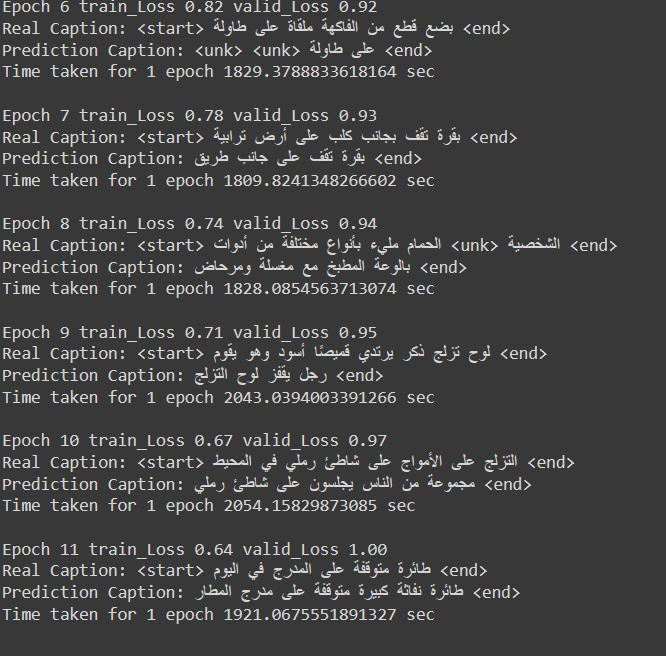 Epoch 6 train_Loss 0.82 valid_Loss 0.92
Real Caption: <start> بضع قطع من الفاكهة ملقاة على طاولة <end>
Prediction Caption: <unk> <unk> على طاولة <end>
Time taken for 1 epoch 1829.3788833618164 sec
Epoch 7 train_Loss 0.78 valid_Loss 0.93
Real Caption: <start> بقرة تقف بجانب كلب على أرض ترابية <end>
Prediction Caption: بقرة تقف على جانب طريق <end>
Time taken for 1 epoch 1809.8241348266602 sec
Epoch 8 train_Loss 0.74 valid_Loss 0.94
Real Caption: <start> الحمام مليء بأنواع مختلفة من أدوات <unk> الشخصية <end>
Prediction Caption: بالوعة المطبخ مع مغسلة ومرحاض <end>
Time taken for 1 epoch 1828.0854563713074 sec
Epoch 9 train_Loss 0.71 valid_Loss 0.95
Real Caption: <start> لوح تزلج ذكر يرتدي قميصًا أسود وهو يقوم <end>
Prediction Caption: رجل يقفز لوح التزلج <end>
Time taken for 1 epoch 2043.0394003391266 sec
Epoch 10 train_Loss 0.67 valid_Loss 0.97
Real Caption: <start> التزلج على الأمواج على شاطئ رملي في المحيط <end>
Prediction Caption: مجموعة من الناس يجلسون على شاطئ رملي <end>
Time taken for 1 epoch 2054.15829873085 sec
Epoch 11 train_Loss 0.64 valid_Loss 1.00
Real Caption: <start> طائرة متوقفة على المدرج في اليوم <end>
Prediction Caption: طائرة نفاثة كبيرة متوقفة على مدرج المطار <end>
Time taken for 1 epoch 1921.0675551891327 sec